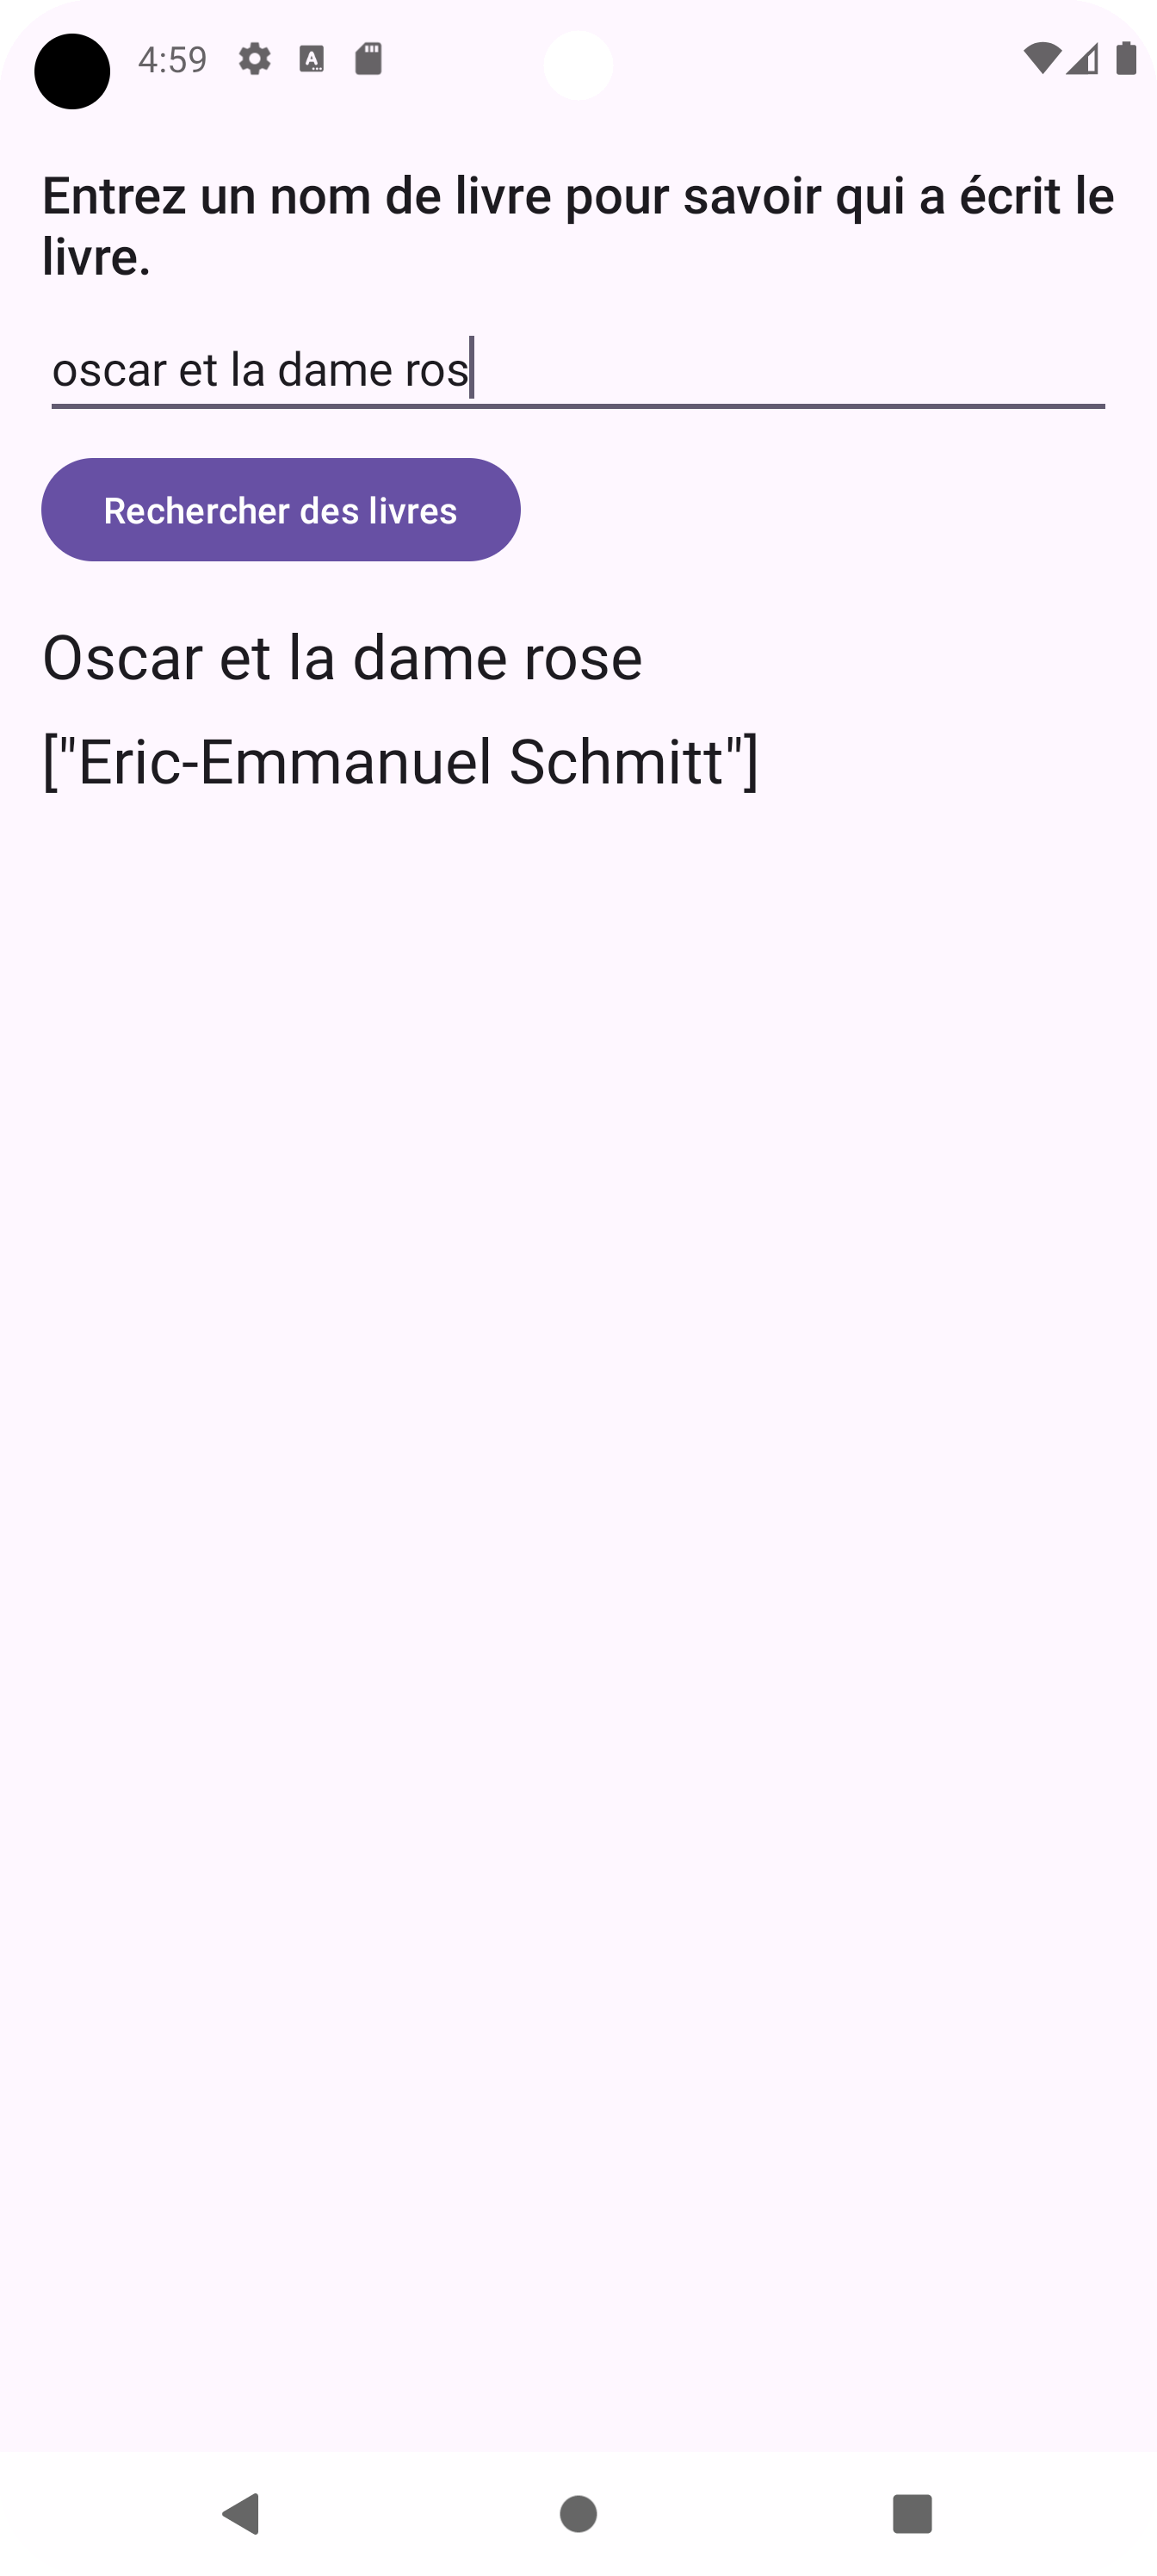 4:59
Entrez un nom de livre pour savoir qui a écrit le
livre.
oscar et la dame ros
Rechercher des livres
Oscar et la dame rose
["Eric-Emmanuel Schmitt"]